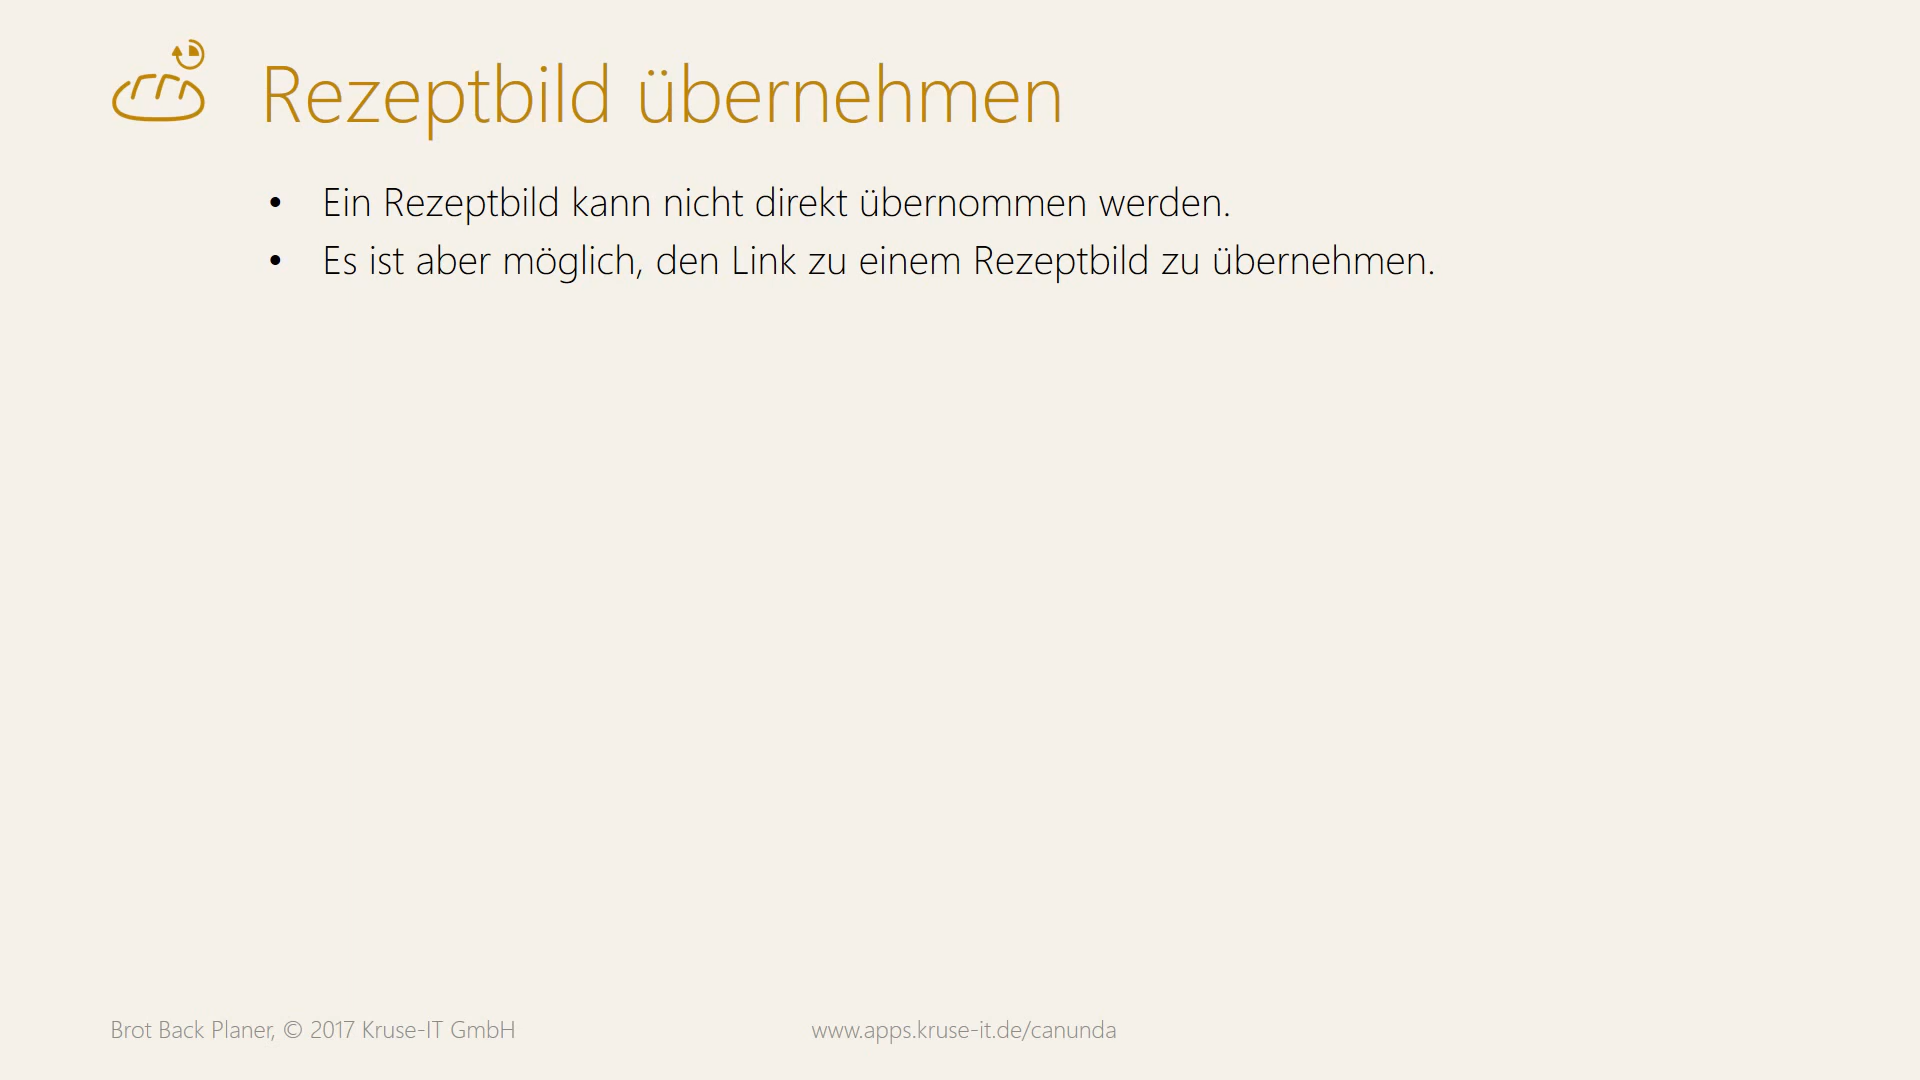 Rezeptbild übernehmen
• Ein Rezeptbild kann nicht direkt übernommen werden.
• Es ist aber möglich, den Link zu einem Rezeptbild zu übernehmen.
Brot Back Planer, © 2017 Kruse-IT GmbH
www.apps.kruse-it.de/canunda